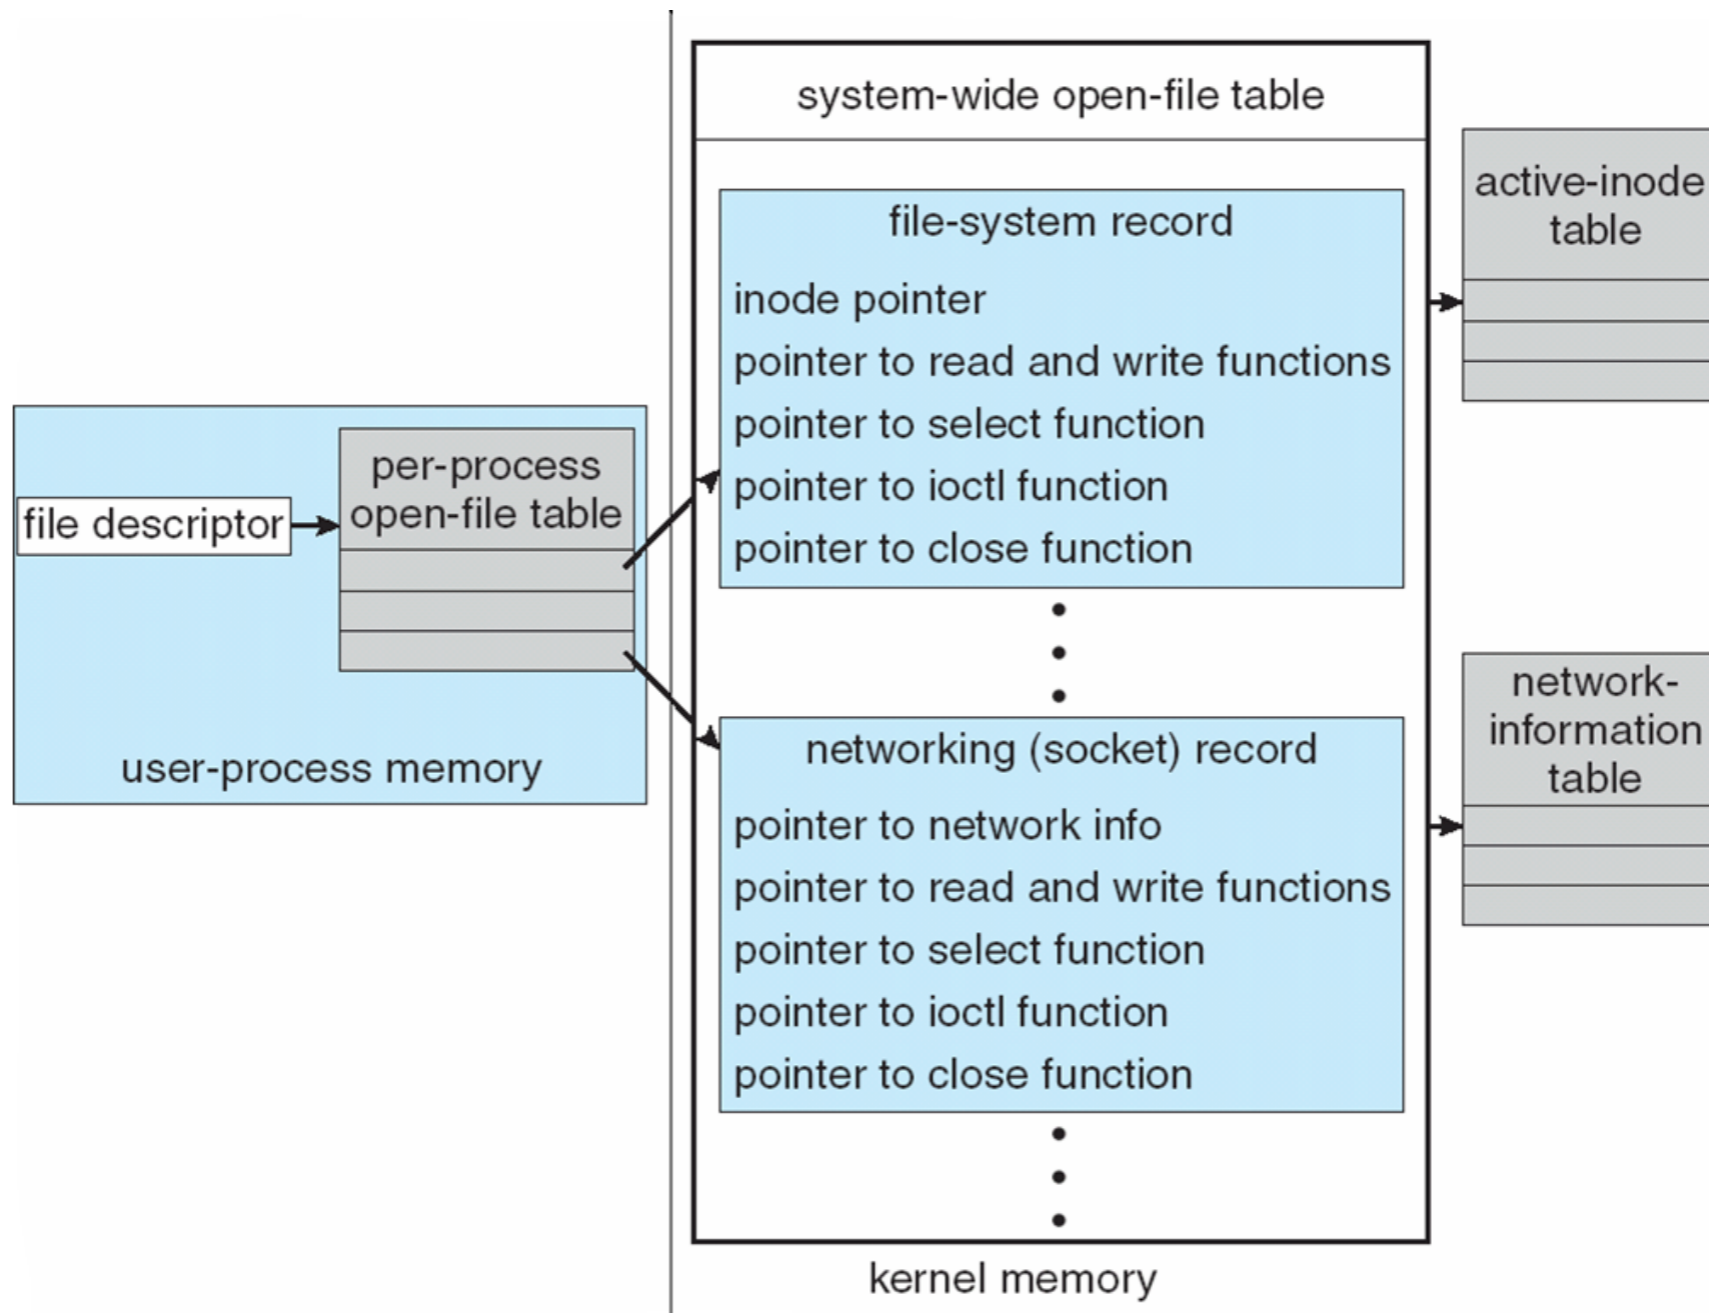 file descriptor
per-process
open-file table
user-process memory
system-wide open-file table
file-system record
inode pointer
pointer to read and write functions
pointer to select function
pointer to ioctl function
pointer to close function
networking (socket) record
pointer to network info
pointer to read and write functions
pointer to select function
pointer to ioctl function
pointer to close function
kernel memory
active-inode
table
network-
information
table